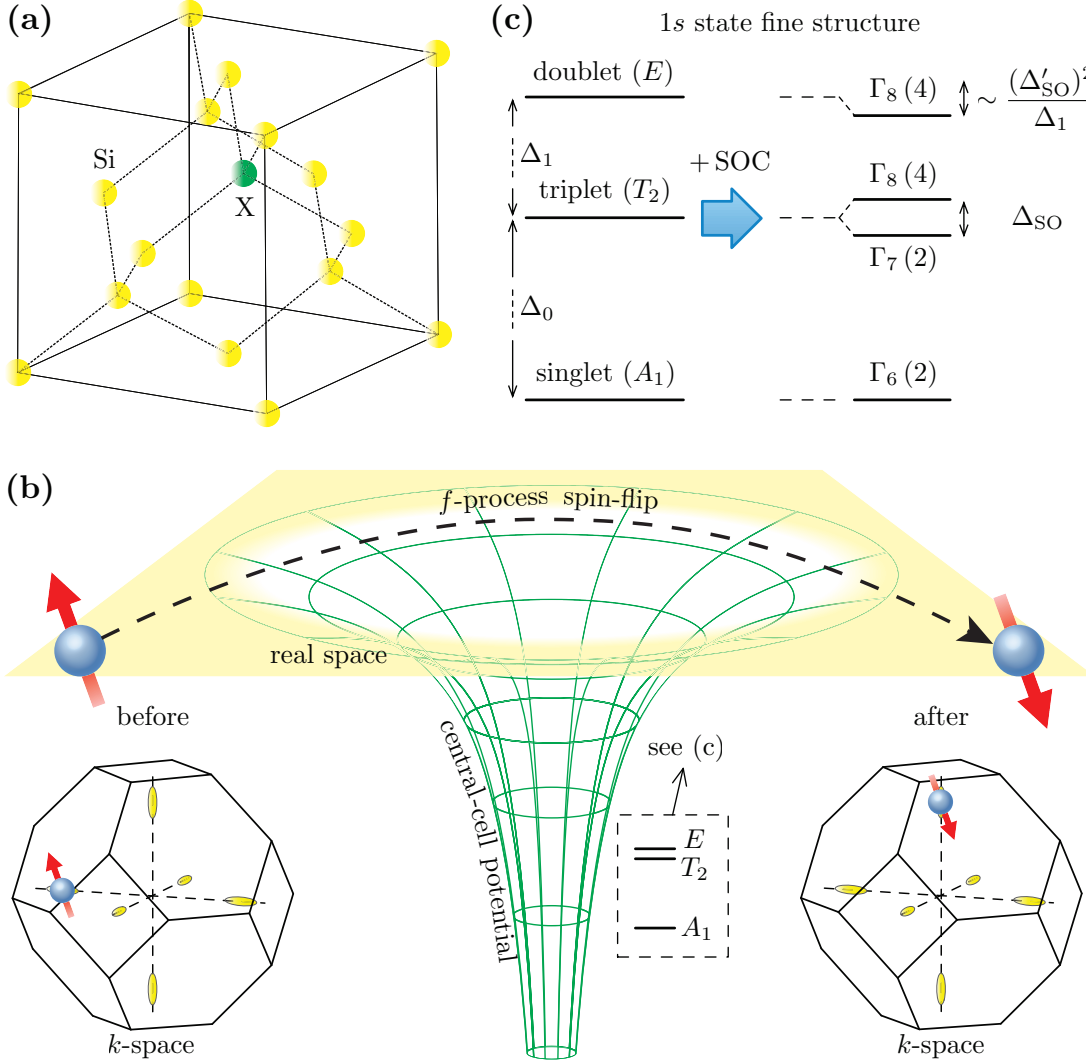 (a)
Si
X
(c)
1s state fine structure
doublet (E)
Δ₁
triplet (T₂)
Δ₀
singlet (A₁)
+ SOC
Γ₈ (4)
∼ (Δ′SO)² / Δ₁
Γ₈ (4)
ΔSO
Γ₇ (2)
Γ₆ (2)
(b)
f-process spin-flip
real space
before
after
central-cell potential
see (c)
E
T₂
A₁
k-space
k-space